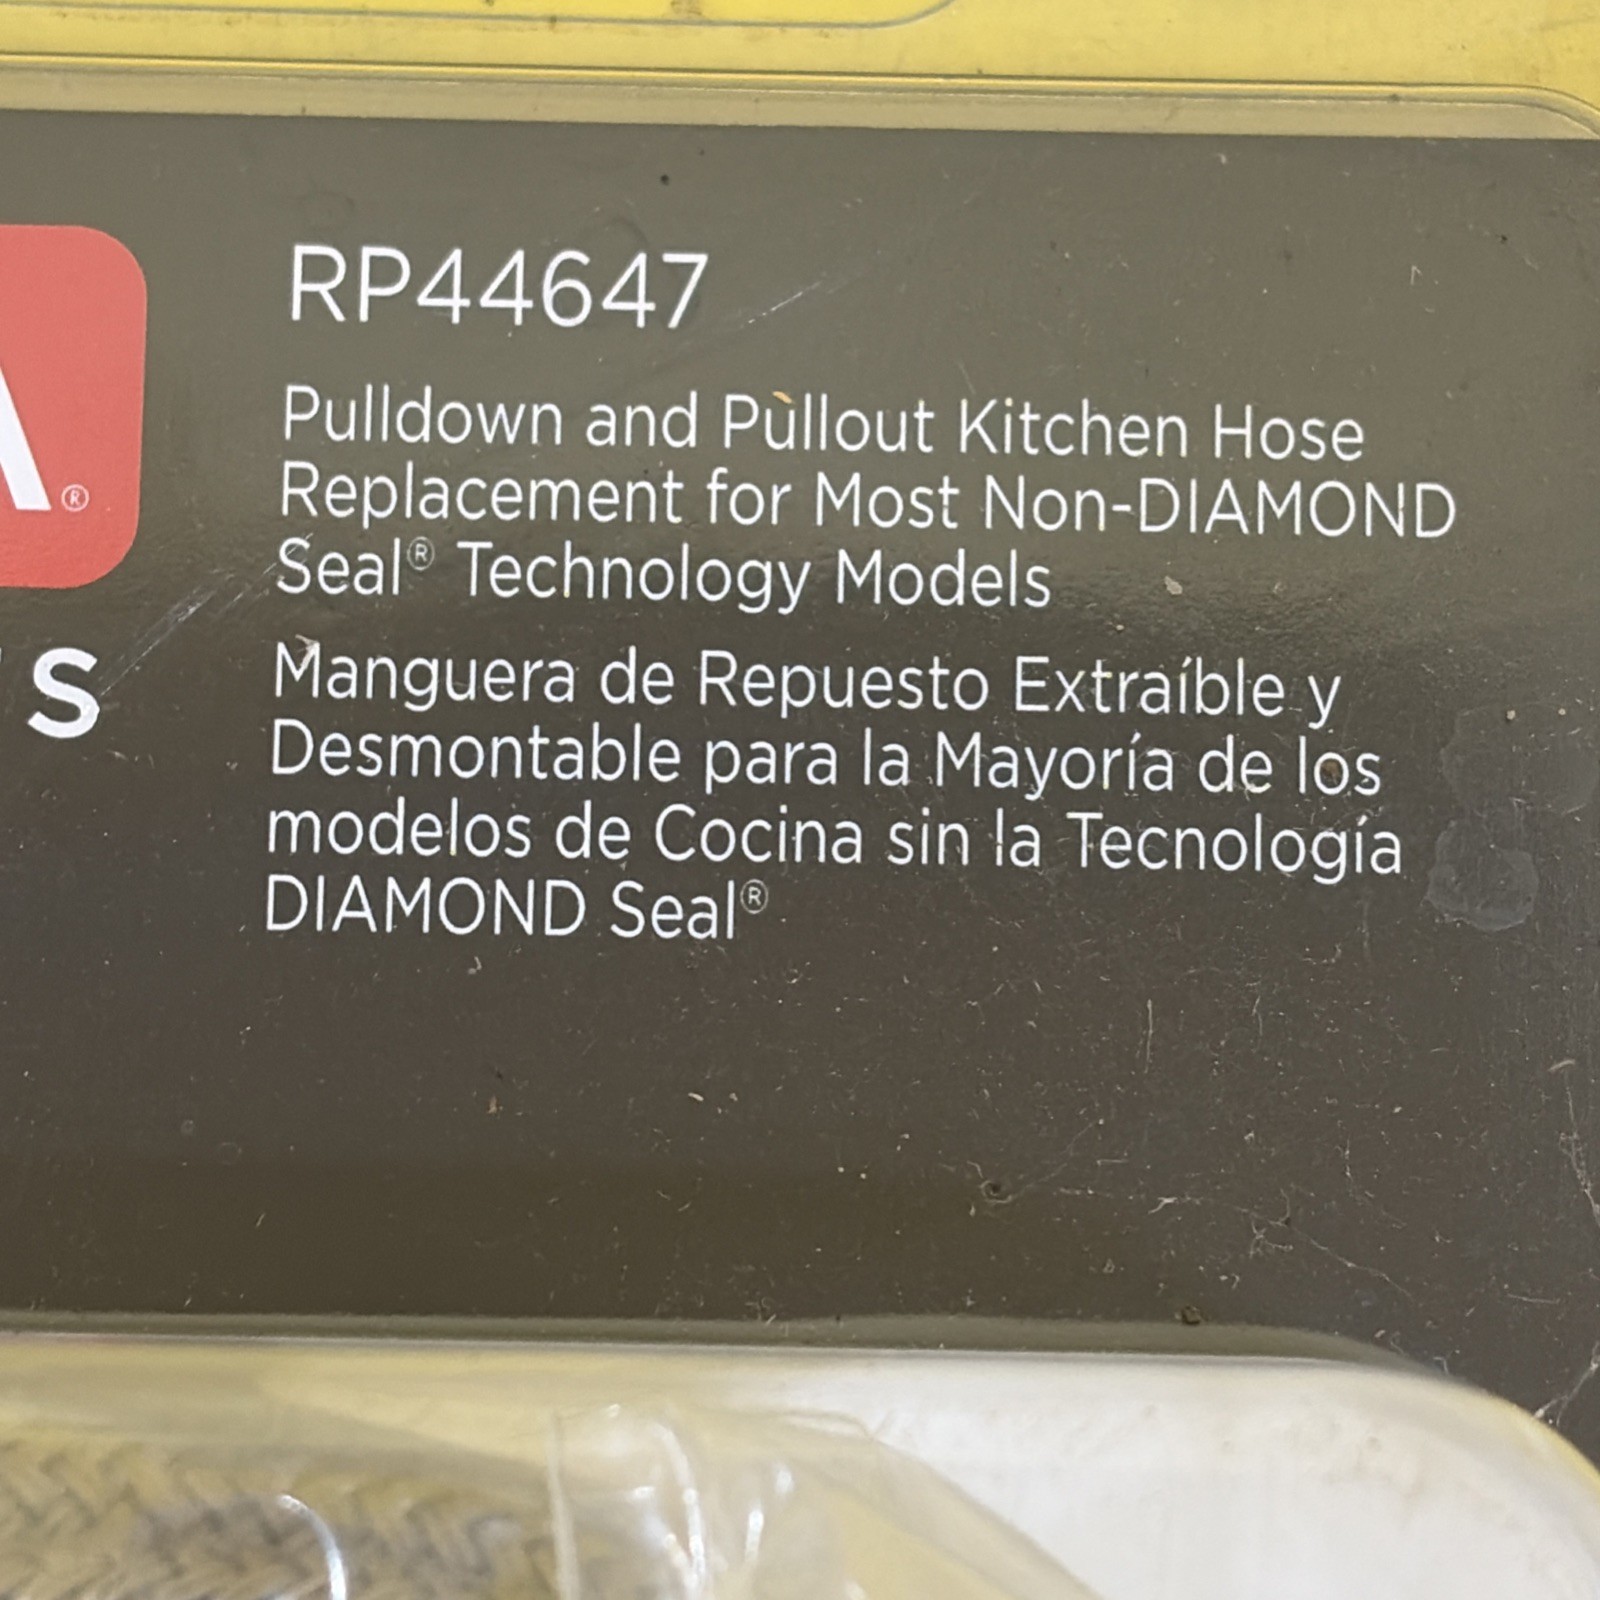 RP44647
A®
Pulldown and Pullout Kitchen Hose
Replacement for Most Non-DIAMOND
Seal® Technology Models
S
Manguera de Repuesto Extraíble y
Desmontable para la Mayoría de los
modelos de Cocina sin la Tecnología
DIAMOND Seal®